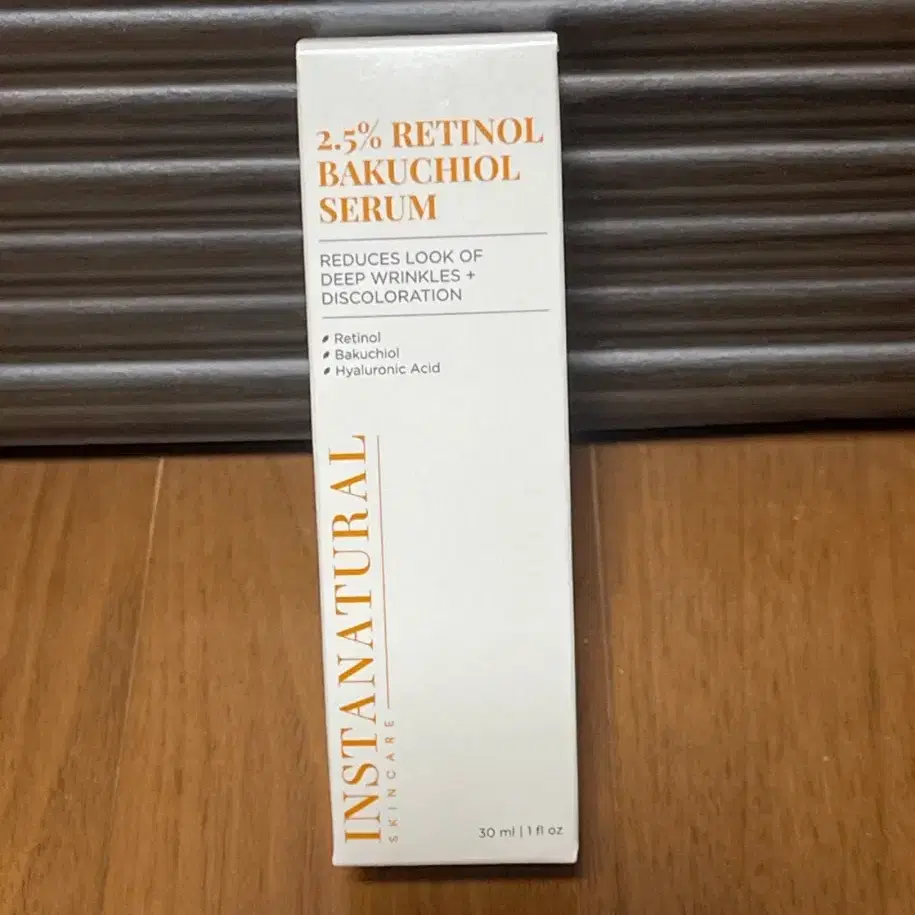 2.5% RETINOL
BAKUCHIOL
SERUM
REDUCES LOOK OF
DEEP WRINKLES +
DISCOLORATION
Retinol
Bakuchiol
Hyaluronic Acid
INSTANATURAL
SKINCARE
30 ml | 1 fl oz